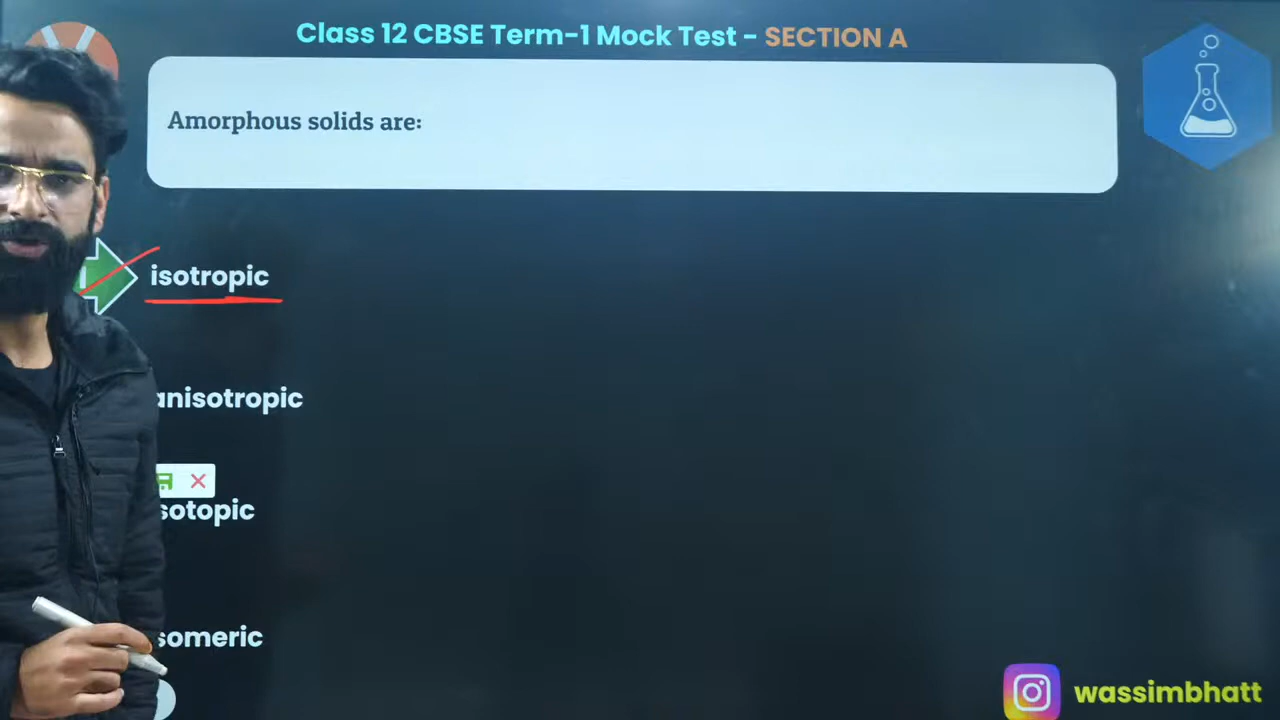 Class 12 CBSE Term-1 Mock Test - SECTION A
Amorphous solids are:
isotropic
anisotropic
sotopic
someric
wassimbhatt